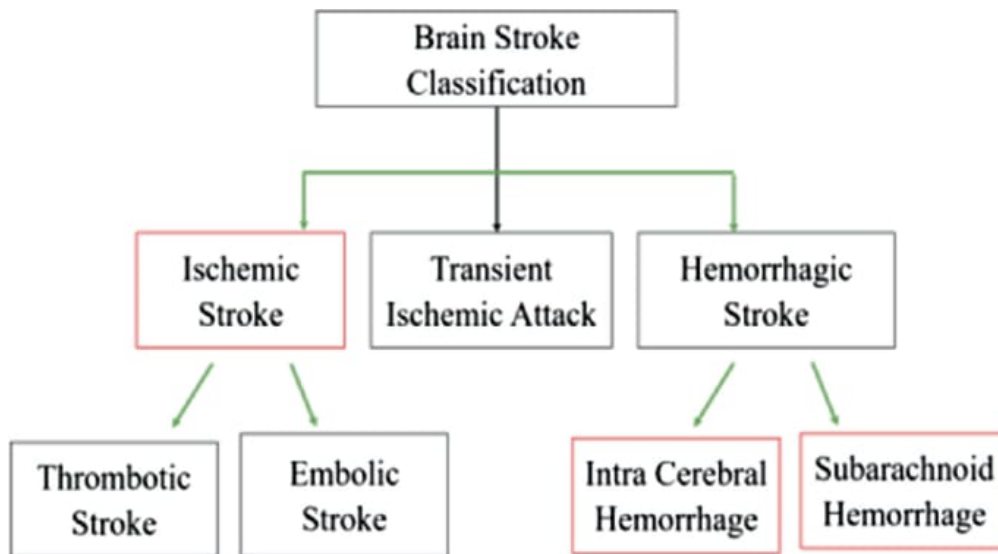 Brain Stroke
Classification
Ischemic
Stroke
Transient
Ischemic Attack
Hemorrhagic
Stroke
Thrombotic
Stroke
Embolic
Stroke
Intra Cerebral
Hemorrhage
Subarachnoid
Hemorrhage